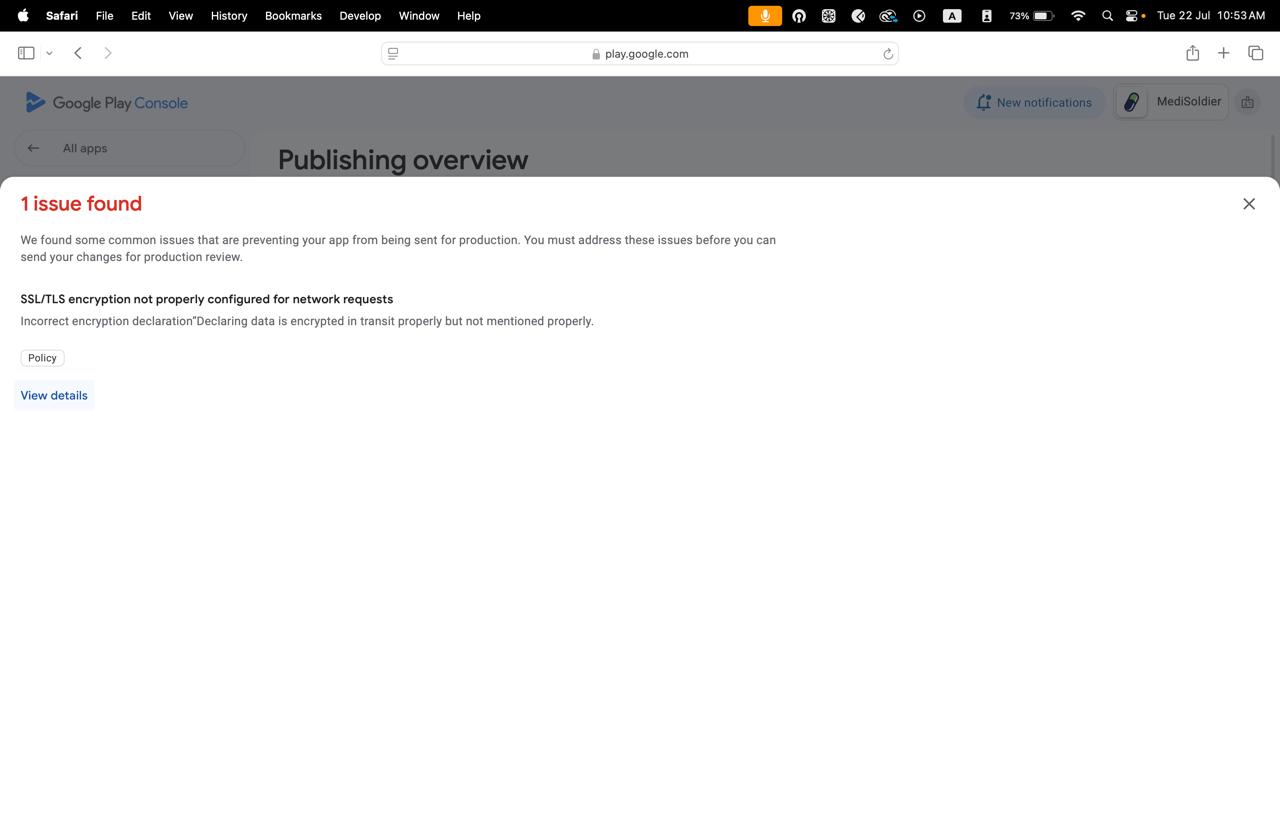 Safari File Edit View History Bookmarks Develop Window Help A 73% Tue 22 Jul 10:53 AM
play.google.com
Google Play Console New notifications MediSoldier
All apps
Publishing overview
1 issue found
We found some common issues that are preventing your app from being sent for production. You must address these issues before you can
send your changes for production review.
SSL/TLS encryption not properly configured for network requests
Incorrect encryption declaration"Declaring data is encrypted in transit properly but not mentioned properly.
Policy
View details